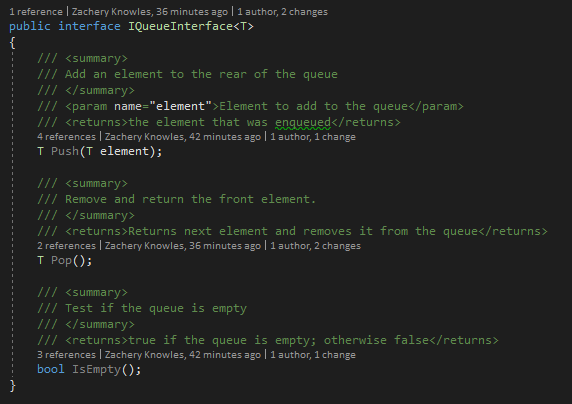 1 reference | Zachery Knowles, 36 minutes ago | 1 author, 2 changes
public interface IQueueInterface<T>
{
/// <summary>
/// Add an element to the rear of the queue
/// </summary>
/// <param name="element">Element to add to the queue</param>
/// <returns>the element that was enqueued</returns>
4 references | Zachery Knowles, 42 minutes ago | 1 author, 1 change
T Push(T element);
/// <summary>
/// Remove and return the front element.
/// </summary>
/// <returns>Returns next element and removes it from the queue</returns>
2 references | Zachery Knowles, 36 minutes ago | 1 author, 2 changes
T Pop();
/// <summary>
/// Test if the queue is empty
/// </summary>
/// <returns>true if the queue is empty; otherwise false</returns>
3 references | Zachery Knowles, 42 minutes ago | 1 author, 1 change
bool IsEmpty();
}